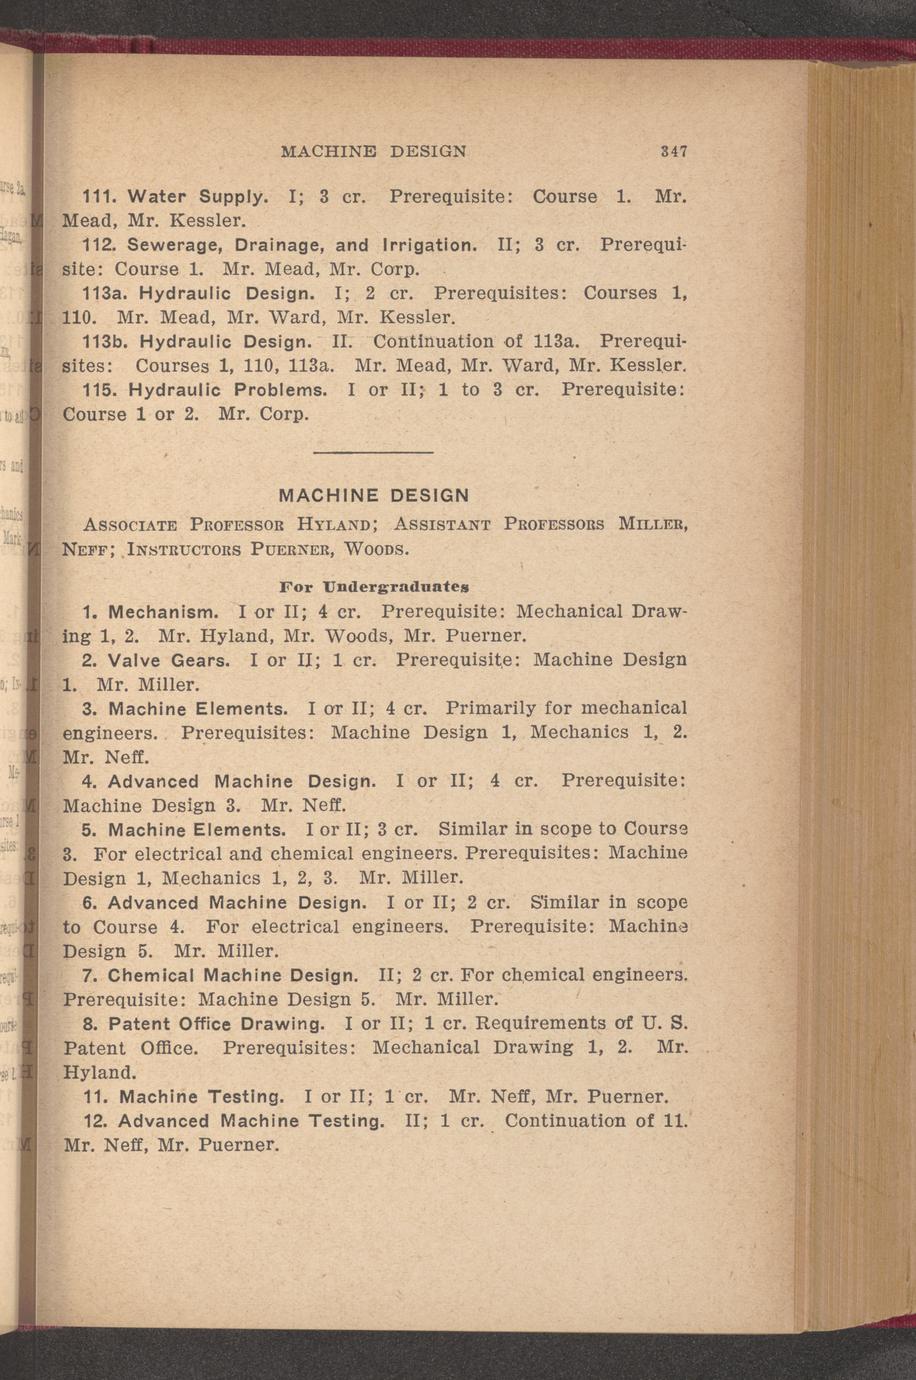 MACHINE DESIGN 347
111. Water Supply. I; 3 cr. Prerequisite: Course 1. Mr.
Mead, Mr. Kessler.
112. Sewerage, Drainage, and Irrigation. II; 3 cr. Prerequi-
site: Course 1. Mr. Mead, Mr. Corp.
113a. Hydraulic Design. I; 2 cr. Prerequisites: Courses 1,
110. Mr. Mead, Mr. Ward, Mr. Kessler.
113b. Hydraulic Design. II. Continuation of 113a. Prerequi-
sites: Courses 1, 110, 113a. Mr. Mead, Mr. Ward, Mr. Kessler.
115. Hydraulic Problems. I or II; 1 to 3 cr. Prerequisite:
Course 1 or 2. Mr. Corp.
MACHINE DESIGN
Associate Professor Hyland; Assistant Professors Miller,
Neff; Instructors Puerner, Woods.
For Undergraduates
1. Mechanism. I or II; 4 cr. Prerequisite: Mechanical Draw-
ing 1, 2. Mr. Hyland, Mr. Woods, Mr. Puerner.
2. Valve Gears. I or II; 1 cr. Prerequisite: Machine Design
1. Mr. Miller.
3. Machine Elements. I or II; 4 cr. Primarily for mechanical
engineers. Prerequisites: Machine Design 1, Mechanics 1, 2.
Mr. Neff.
4. Advanced Machine Design. I or II; 4 cr. Prerequisite:
Machine Design 3. Mr. Neff.
5. Machine Elements. I or II; 3 cr. Similar in scope to Course
3. For electrical and chemical engineers. Prerequisites: Machine
Design 1, Mechanics 1, 2, 3. Mr. Miller.
6. Advanced Machine Design. I or II; 2 cr. Similar in scope
to Course 4. For electrical engineers. Prerequisite: Machine
Design 5. Mr. Miller.
7. Chemical Machine Design. II; 2 cr. For chemical engineers.
Prerequisite: Machine Design 5. Mr. Miller.
8. Patent Office Drawing. I or II; 1 cr. Requirements of U. S.
Patent Office. Prerequisites: Mechanical Drawing 1, 2. Mr.
Hyland.
11. Machine Testing. I or II; 1 cr. Mr. Neff, Mr. Puerner.
12. Advanced Machine Testing. II; 1 cr. Continuation of 11.
Mr. Neff, Mr. Puerner.